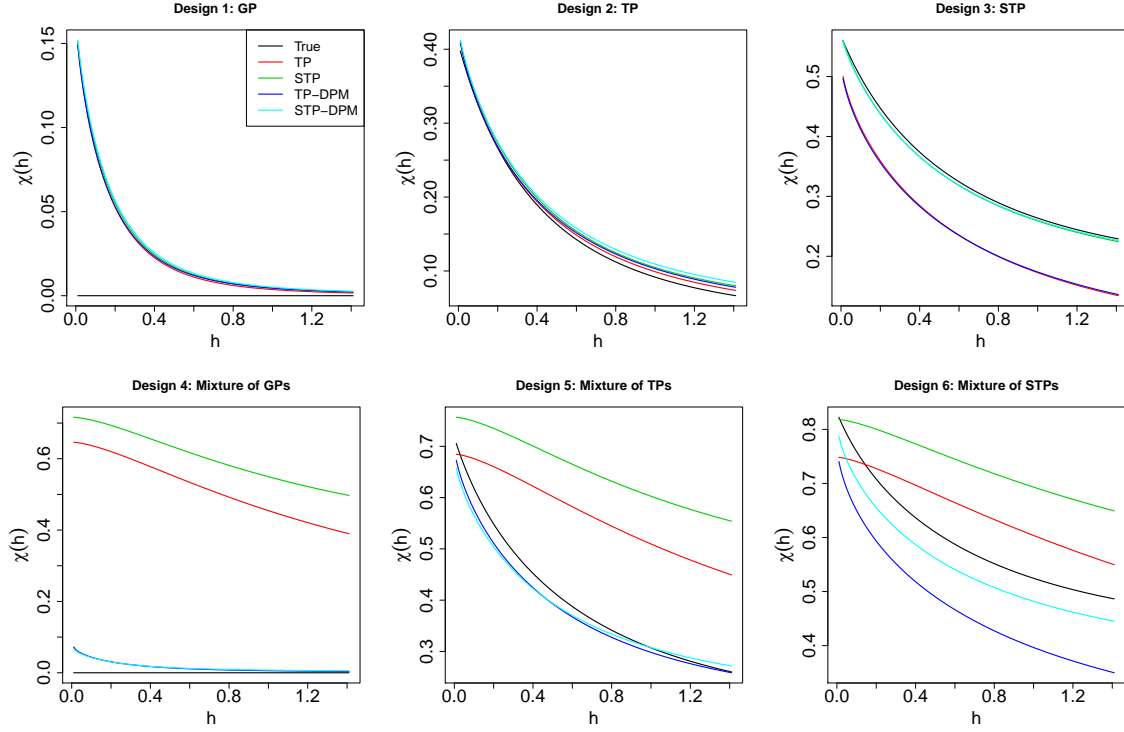 Design 1: GP
0.00 0.05 0.10 0.15
χ(h)
True
TP
STP
TP−DPM
STP−DPM
0.0 0.4 0.8 1.2
h
Design 2: TP
0.10 0.20 0.30 0.40
χ(h)
0.0 0.4 0.8 1.2
h
Design 3: STP
0.2 0.3 0.4 0.5
χ(h)
0.0 0.4 0.8 1.2
h
Design 4: Mixture of GPs
0.0 0.2 0.4 0.6
χ(h)
0.0 0.4 0.8 1.2
h
Design 5: Mixture of TPs
0.3 0.4 0.5 0.6 0.7
χ(h)
0.0 0.4 0.8 1.2
h
Design 6: Mixture of STPs
0.4 0.5 0.6 0.7 0.8
χ(h)
0.0 0.4 0.8 1.2
h